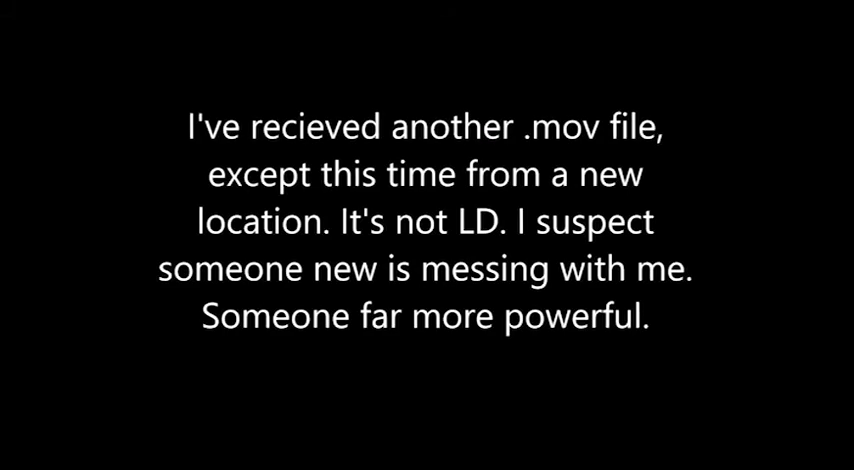 I've recieved another .mov file,
except this time from a new
location. It's not LD. I suspect
someone new is messing with me.
Someone far more powerful.